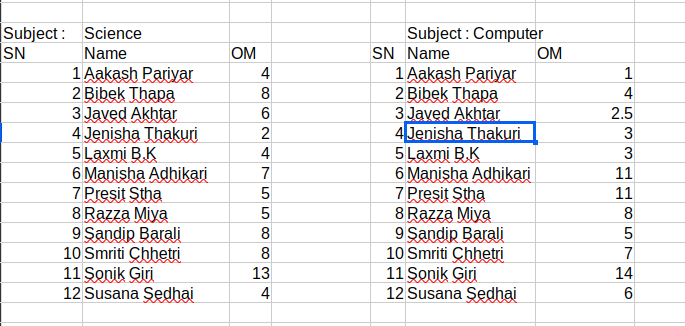 Subject : Science Subject : Computer
SN Name OM SN Name OM
1 Aakash Pariyar 4 1 Aakash Pariyar 1
2 Bibek Thapa 8 2 Bibek Thapa 4
3 Javed Akhtar 6 3 Javed Akhtar 2.5
4 Jenisha Thakuri 2 4 Jenisha Thakuri 3
5 Laxmi B.K 4 5 Laxmi B.K 3
6 Manisha Adhikari 7 6 Manisha Adhikari 11
7 Presit Stha 5 7 Presit Stha 11
8 Razza Miya 5 8 Razza Miya 8
9 Sandip Barali 8 9 Sandip Barali 5
10 Smriti Chhetri 8 10 Smriti Chhetri 7
11 Sonik Giri 13 11 Sonik Giri 14
12 Susana Sedhai 4 12 Susana Sedhai 6